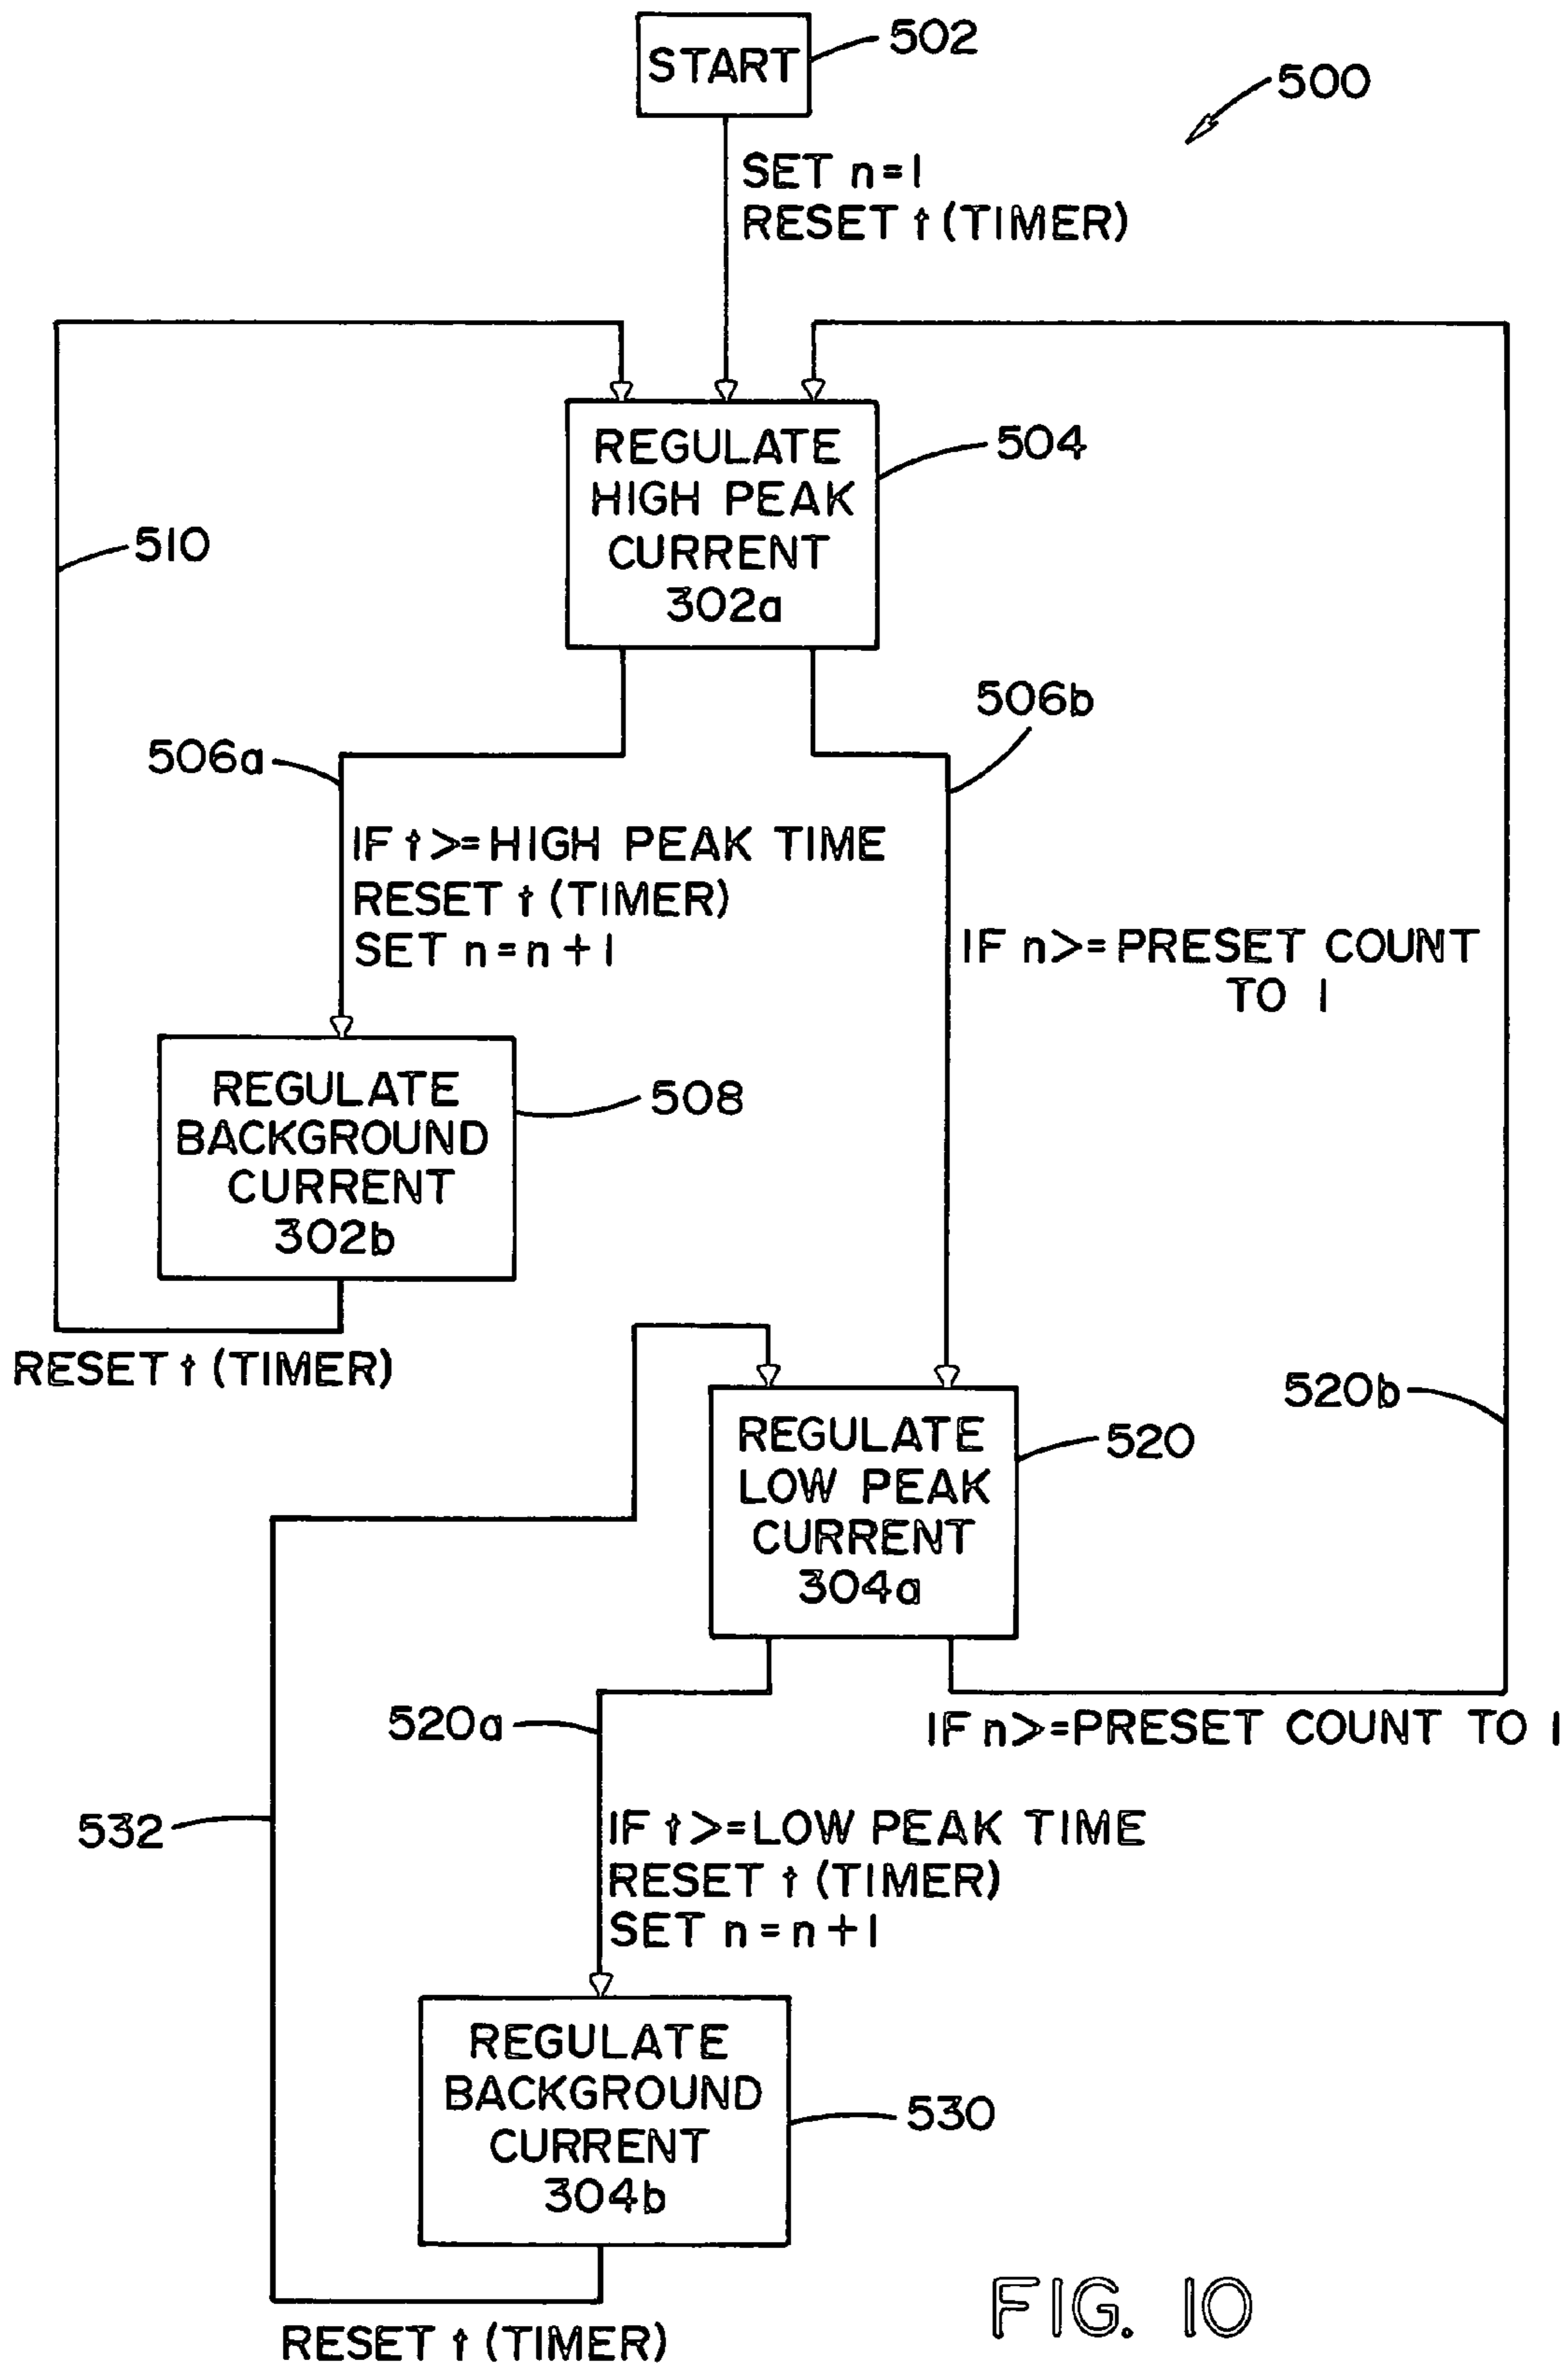 START
502
500
SET n=1
RESET t (TIMER)
REGULATE
HIGH PEAK
CURRENT
302a
504
510
506a
506b
IF t >= HIGH PEAK TIME
RESET t (TIMER)
SET n=n+1
IF n>=PRESET COUNT
TO 1
REGULATE
BACKGROUND
CURRENT
302b
508
RESET t (TIMER)
REGULATE
LOW PEAK
CURRENT
304a
520
520b
520a
IF n>=PRESET COUNT TO 1
532
IF t >=LOW PEAK TIME
RESET t (TIMER)
SET n=n+1
REGULATE
BACKGROUND
CURRENT
304b
530
RESET t (TIMER)
FIG. 10